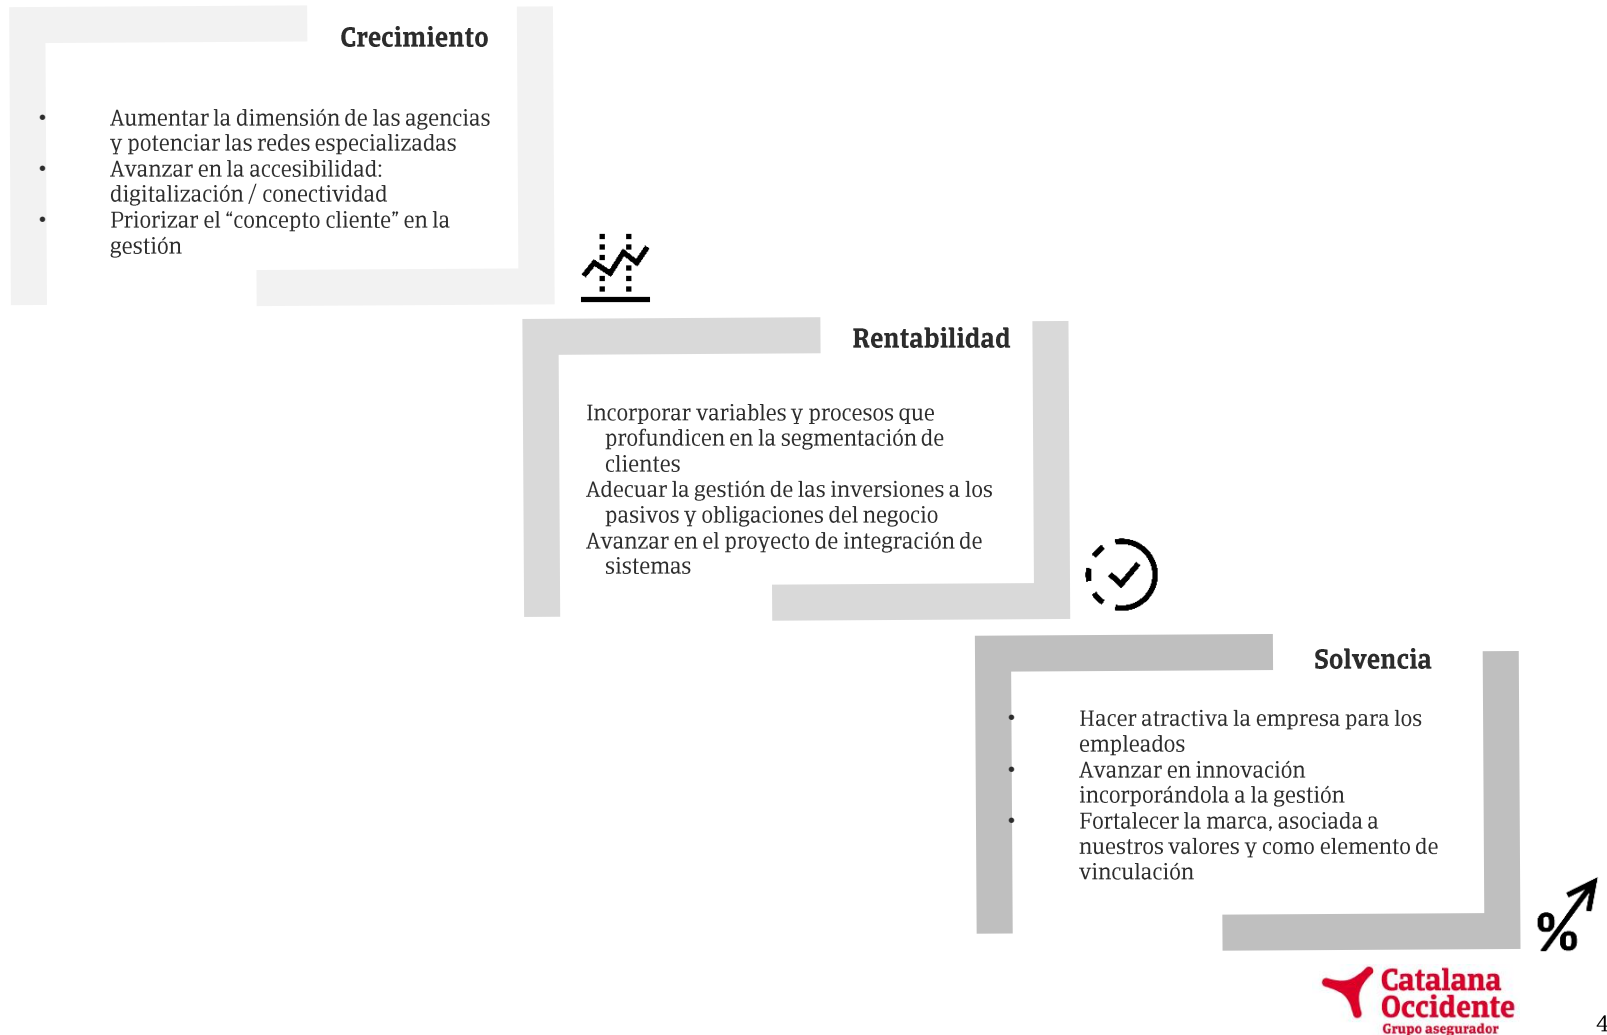 Crecimiento
• Aumentar la dimensión de las agencias
y potenciar las redes especializadas
• Avanzar en la accesibilidad:
digitalización / conectividad
• Priorizar el “concepto cliente” en la
gestión
Rentabilidad
Incorporar variables y procesos que
profundicen en la segmentación de
clientes
Adecuar la gestión de las inversiones a los
pasivos y obligaciones del negocio
Avanzar en el proyecto de integración de
sistemas
Solvencia
• Hacer atractiva la empresa para los
empleados
• Avanzar en innovación
incorporándola a la gestión
• Fortalecer la marca, asociada a
nuestros valores y como elemento de
vinculación
%
Catalana
Occidente
Grupo asegurador
4